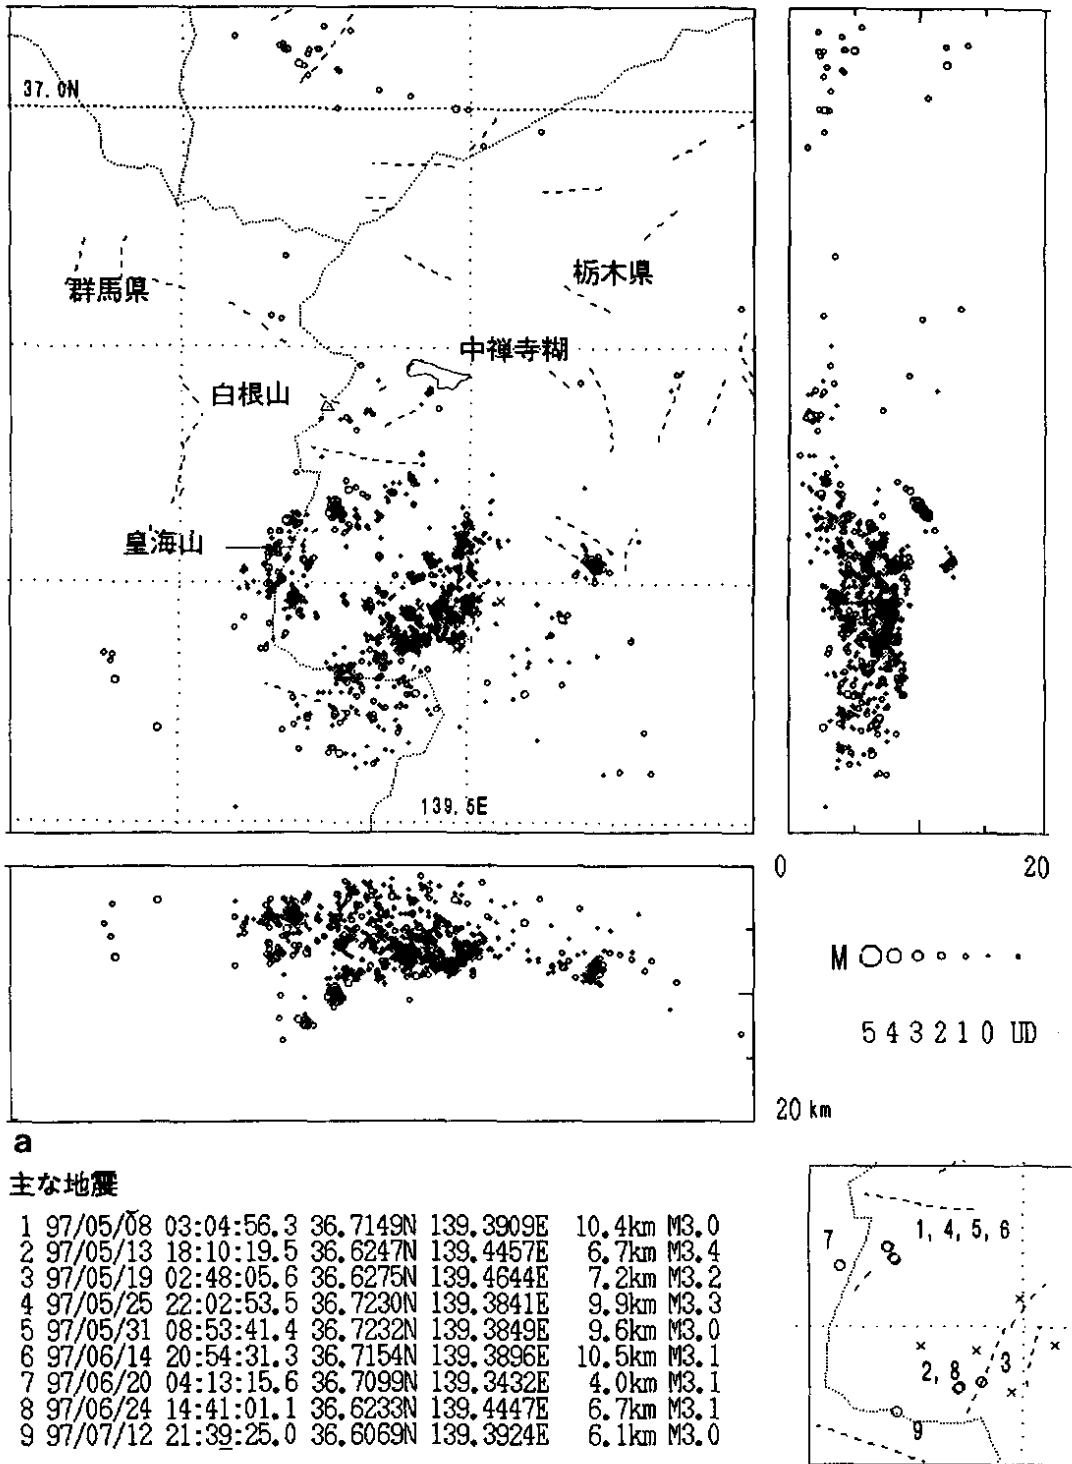 37.0N
群馬県
栃木県
中禅寺糊
白根山
皇海山
139.5E
0 20
M
5 4 3 2 1 0 UD
20 km
a
主な地震
1 97/05/08 03:04:56.3 36.7149N 139.3909E 10.4km M3.0
2 97/05/13 18:10:19.5 36.6247N 139.4457E 6.7km M3.4
3 97/05/19 02:48:05.6 36.6275N 139.4644E 7.2km M3.2
4 97/05/25 22:02:53.5 36.7230N 139.3841E 9.9km M3.3
5 97/05/31 08:53:41.4 36.7232N 139.3849E 9.6km M3.0
6 97/06/14 20:54:31.3 36.7154N 139.3896E 10.5km M3.1
7 97/06/20 04:13:15.6 36.7099N 139.3432E 4.0km M3.1
8 97/06/24 14:41:01.1 36.6233N 139.4447E 6.7km M3.1
9 97/07/12 21:39:25.0 36.6069N 139.3924E 6.1km M3.0
7
1, 4, 5, 6
2, 8
3
9